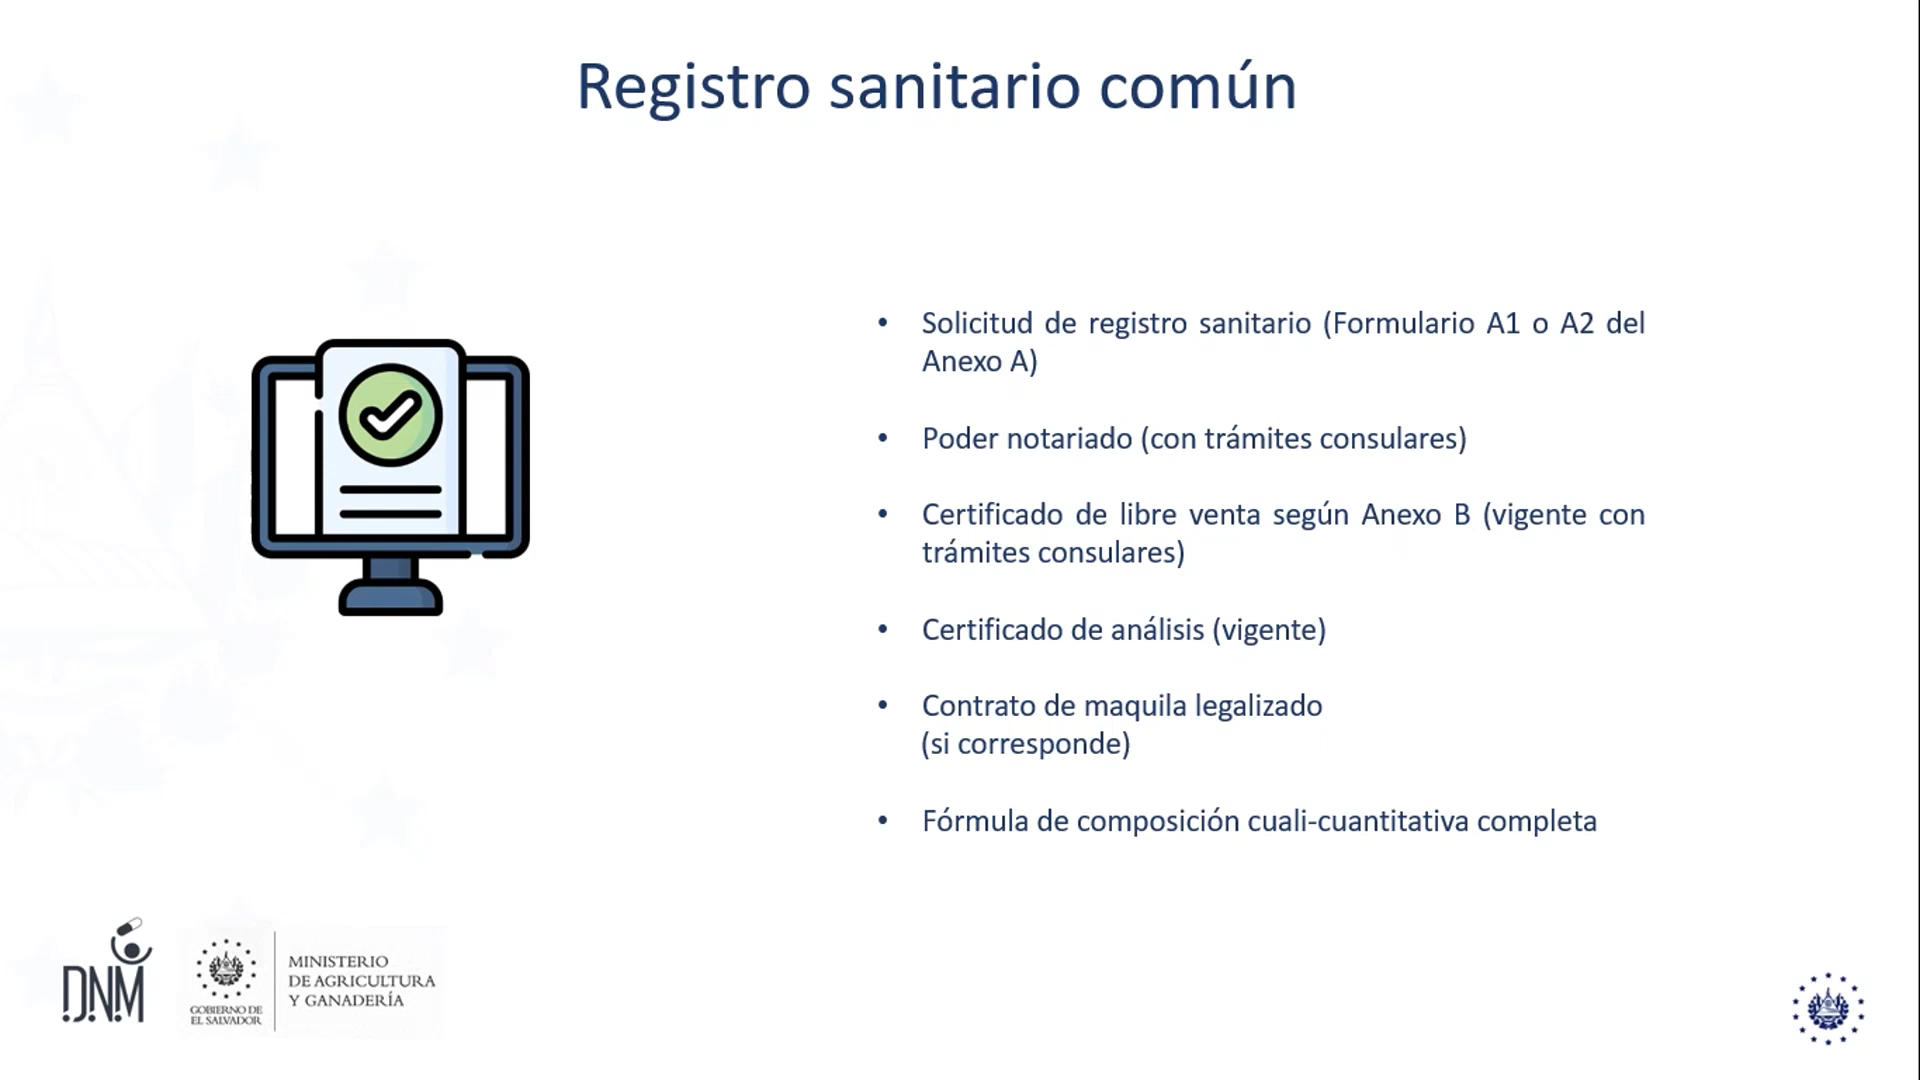 Registro sanitario común
• Solicitud de registro sanitario (Formulario A1 o A2 del
Anexo A)
• Poder notariado (con trámites consulares)
• Certificado de libre venta según Anexo B (vigente con
trámites consulares)
• Certificado de análisis (vigente)
• Contrato de maquila legalizado
(si corresponde)
• Fórmula de composición cuali-cuantitativa completa
DNM
GOBIERNO DE
EL SALVADOR
MINISTERIO
DE AGRICULTURA
Y GANADERÍA